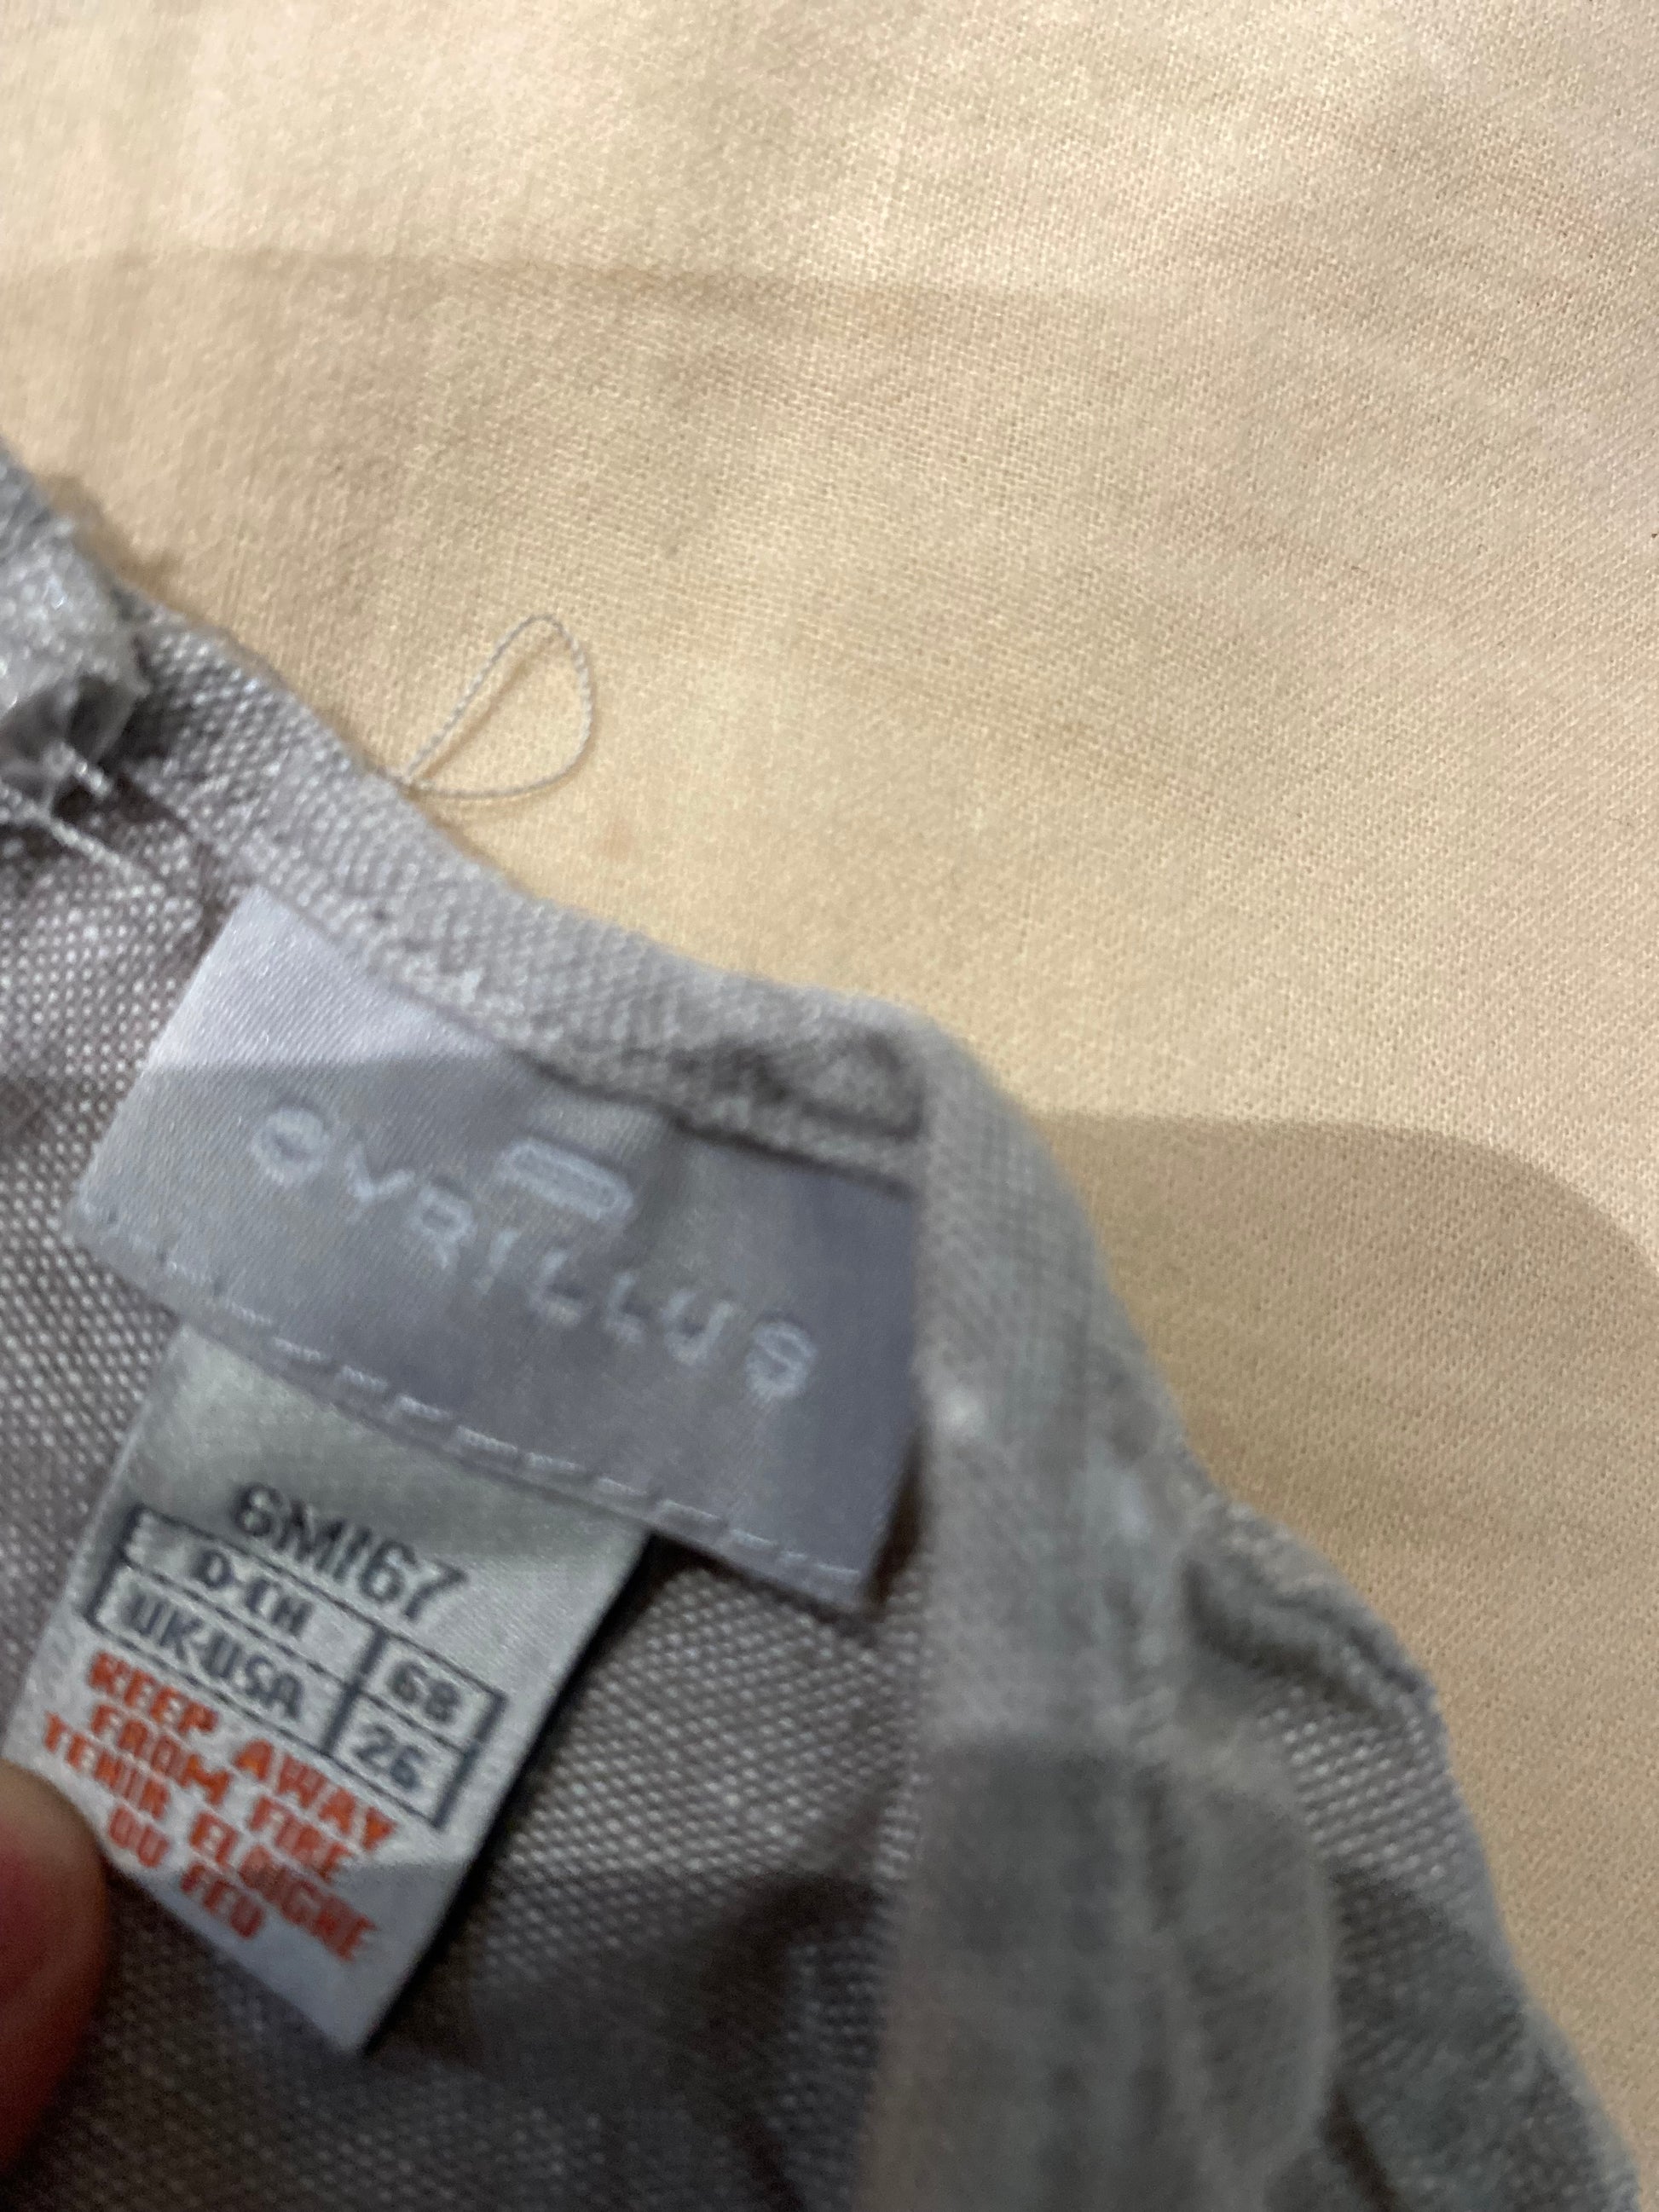 CYRILLUS
6M/67
D-CH 68
UK-USA 26
KEEP AWAY
FROM FIRE
TENIR ELOIGNE
DU FEU